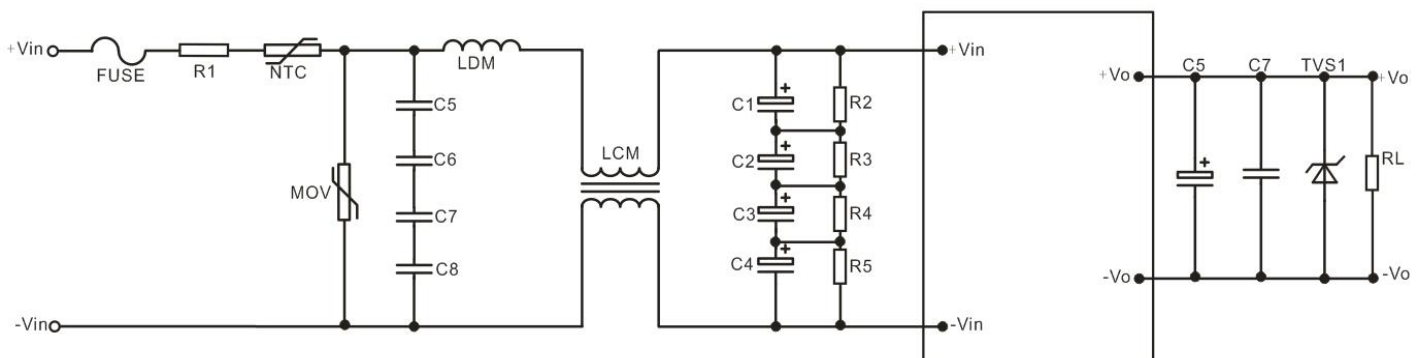 +Vin
FUSE
R1
NTC
LDM
MOV
C5
C6
C7
C8
LCM
+
C1
+
C2
+
C3
+
C4
R2
R3
R4
R5
+Vin
-Vin
-Vin
+Vo
-Vo
C5
C7
TVS1
+
+Vo
RL
-Vo